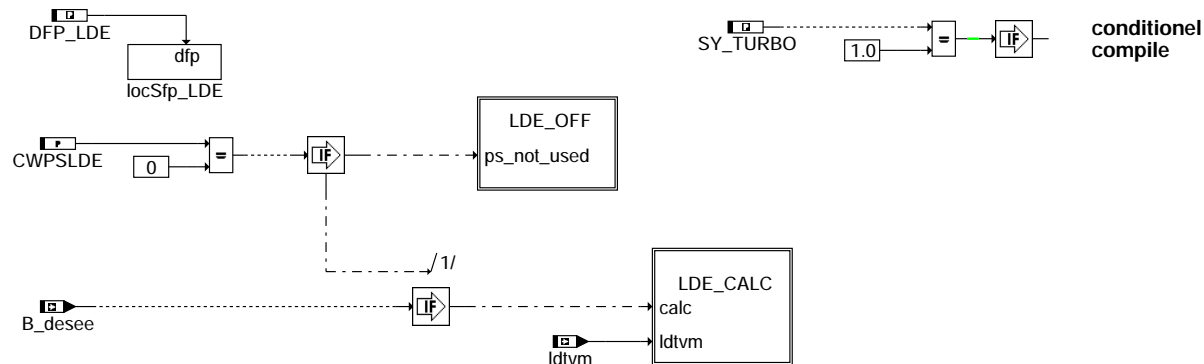 DFP_LDE
dfp
locSfp_LDE
SY_TURBO
1.0
=
IF
conditionel
compile
CWPSLDE
0
=
IF
LDE_OFF
ps_not_used
/1/
B_desee
IF
LDE_CALC
calc
ldtvm
ldtvm